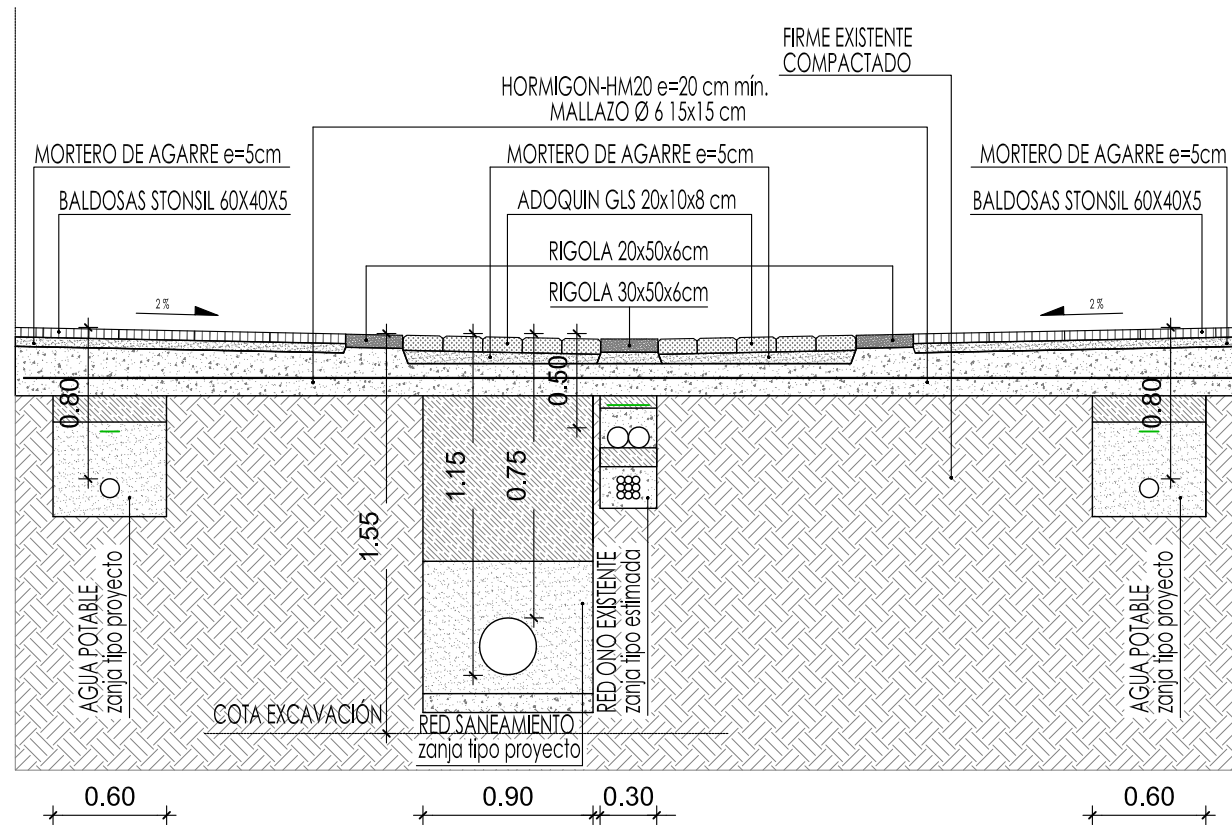 FIRME EXISTENTE
COMPACTADO
HORMIGON-HM20 e=20 cm mín.
MALLAZO Ø 6 15x15 cm
MORTERO DE AGARRE e=5cm
MORTERO DE AGARRE e=5cm
MORTERO DE AGARRE e=5cm
BALDOSAS STONSIL 60X40X5
ADOQUIN GLS 20x10x8 cm
BALDOSAS STONSIL 60X40X5
RIGOLA 20x50x6cm
RIGOLA 30x50x6cm
2%
2%
0.80
1.55
1.15
0.75
0.50
0.80
AGUA POTABLE
zanja tipo proyecto
RED ONO EXISTENTE
zanja tipo estimada
AGUA POTABLE
zanja tipo proyecto
COTA EXCAVACIÓN
RED SANEAMIENTO
zanja tipo proyecto
0.60
0.90
0.30
0.60